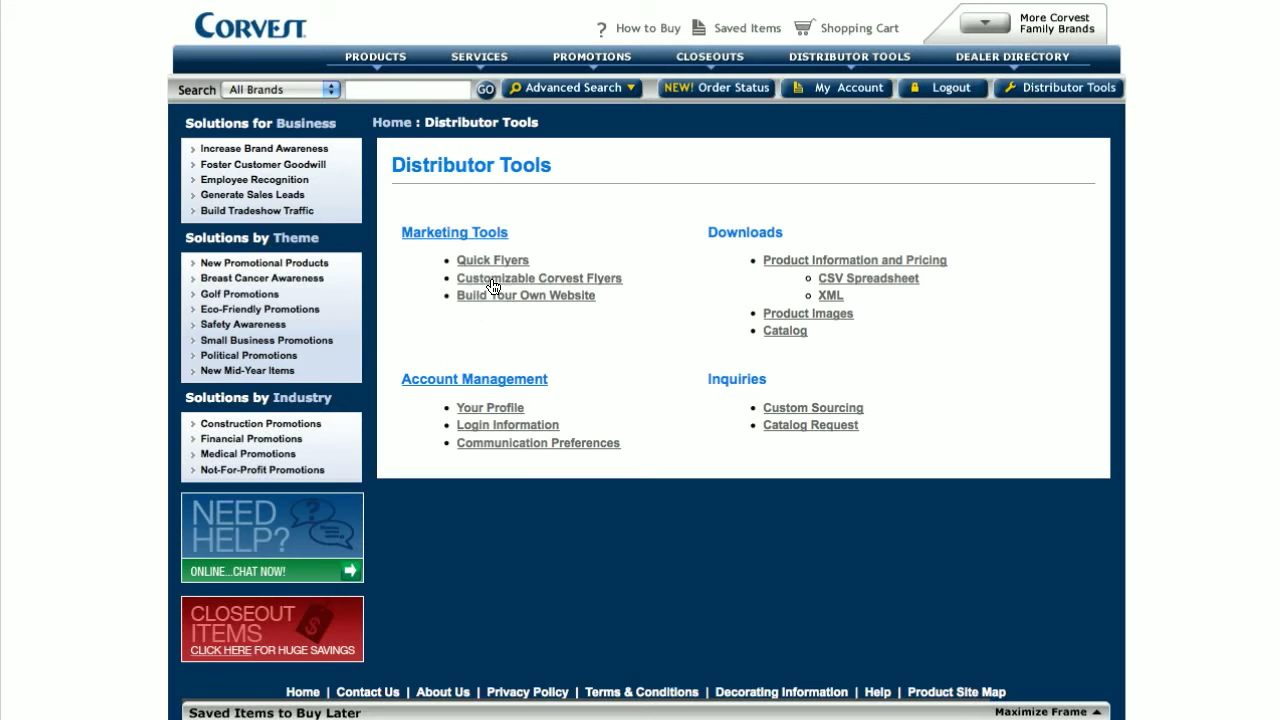 CORVEST
? How to Buy Saved Items Shopping Cart
More Corvest
Family Brands
PRODUCTS SERVICES PROMOTIONS CLOSEOUTS DISTRIBUTOR TOOLS DEALER DIRECTORY
Search All Brands GO Advanced Search NEW! Order Status My Account Logout Distributor Tools
Solutions for Business
Increase Brand Awareness
Foster Customer Goodwill
Employee Recognition
Generate Sales Leads
Build Tradeshow Traffic
Solutions by Theme
New Promotional Products
Breast Cancer Awareness
Golf Promotions
Eco-Friendly Promotions
Safety Awareness
Small Business Promotions
Political Promotions
New Mid-Year Items
Solutions by Industry
Construction Promotions
Financial Promotions
Medical Promotions
Not-For-Profit Promotions
NEED
HELP?
ONLINE...CHAT NOW!
CLOSEOUT
ITEMS
CLICK HERE FOR HUGE SAVINGS
Home : Distributor Tools
Distributor Tools
Marketing Tools
Quick Flyers
Customizable Corvest Flyers
Build Your Own Website
Downloads
Product Information and Pricing
CSV Spreadsheet
XML
Product Images
Catalog
Account Management
Your Profile
Login Information
Communication Preferences
Inquiries
Custom Sourcing
Catalog Request
Home | Contact Us | About Us | Privacy Policy | Terms & Conditions | Decorating Information | Help | Product Site Map
Saved Items to Buy Later Maximize Frame